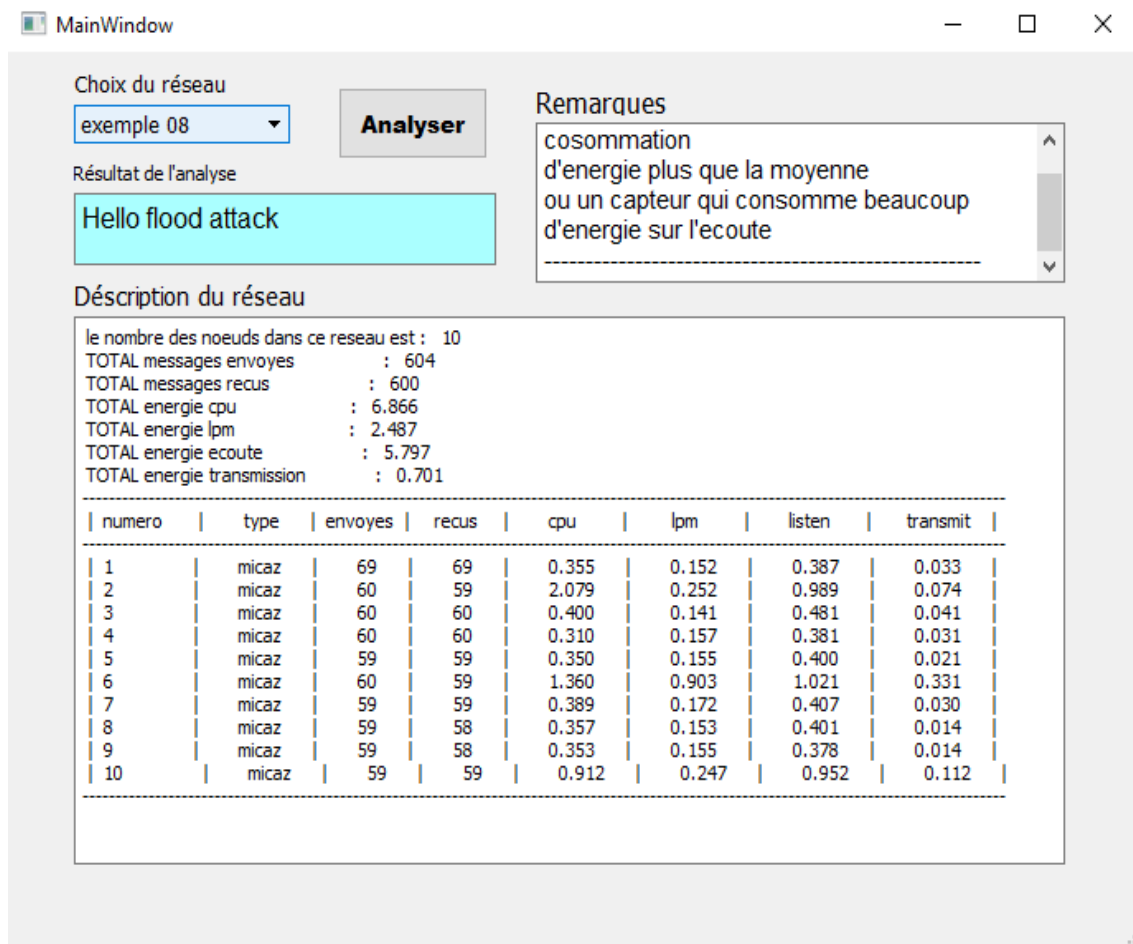 MainWindow
Choix du réseau
exemple 08
Analyser
Remarques
cosommation
d'energie plus que la moyenne
ou un capteur qui consomme beaucoup
d'energie sur l'ecoute
------------------------------------------------------
Résultat de l'analyse
Hello flood attack
Déscription du réseau
le nombre des noeuds dans ce reseau est : 10
TOTAL messages envoyes : 604
TOTAL messages recus : 600
TOTAL energie cpu : 6.866
TOTAL energie lpm : 2.487
TOTAL energie ecoute : 5.797
TOTAL energie transmission : 0.701
| numero | type | envoyes | recus | cpu | lpm | listen | transmit |
| 1 | micaz | 69 | 69 | 0.355 | 0.152 | 0.387 | 0.033 |
| 2 | micaz | 60 | 59 | 2.079 | 0.252 | 0.989 | 0.074 |
| 3 | micaz | 60 | 60 | 0.400 | 0.141 | 0.481 | 0.041 |
| 4 | micaz | 60 | 60 | 0.310 | 0.157 | 0.381 | 0.031 |
| 5 | micaz | 59 | 59 | 0.350 | 0.155 | 0.400 | 0.021 |
| 6 | micaz | 60 | 59 | 1.360 | 0.903 | 1.021 | 0.331 |
| 7 | micaz | 59 | 59 | 0.389 | 0.172 | 0.407 | 0.030 |
| 8 | micaz | 59 | 58 | 0.357 | 0.153 | 0.401 | 0.014 |
| 9 | micaz | 59 | 58 | 0.353 | 0.155 | 0.378 | 0.014 |
| 10 | micaz | 59 | 59 | 0.912 | 0.247 | 0.952 | 0.112 |